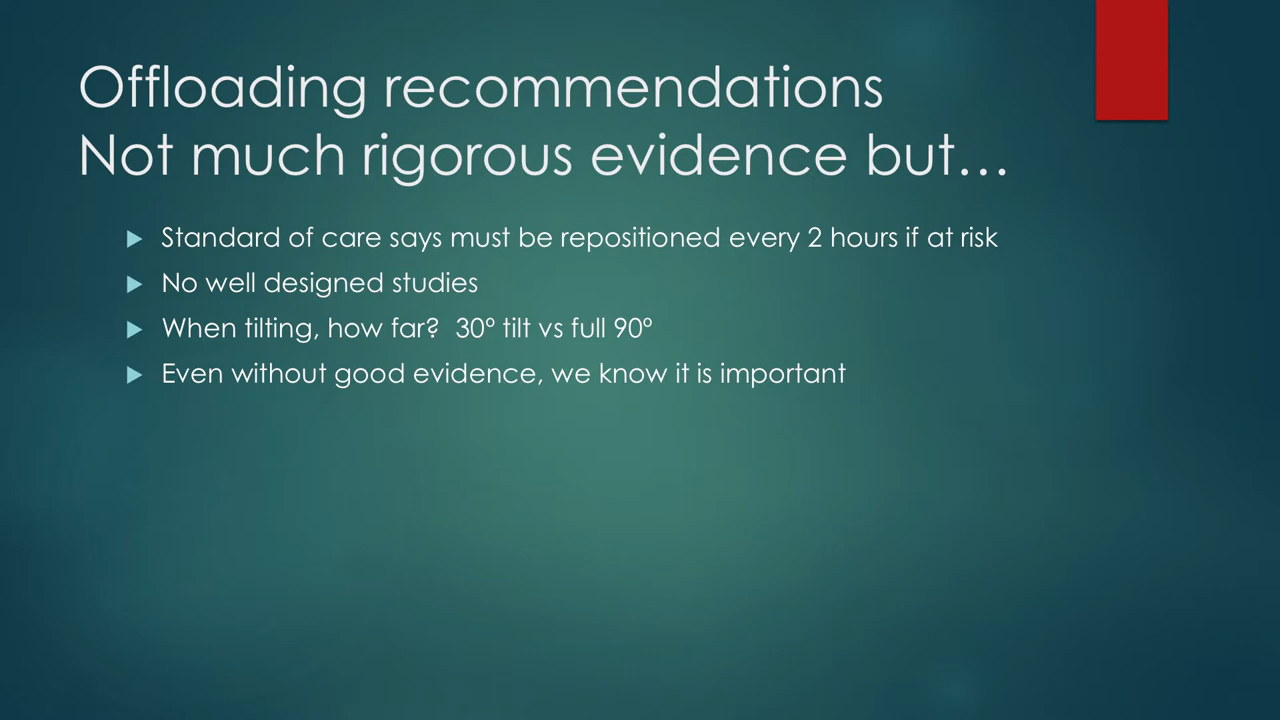 Offloading recommendations
Not much rigorous evidence but…
Standard of care says must be repositioned every 2 hours if at risk
No well designed studies
When tilting, how far?  30º tilt vs full 90º
Even without good evidence, we know it is important